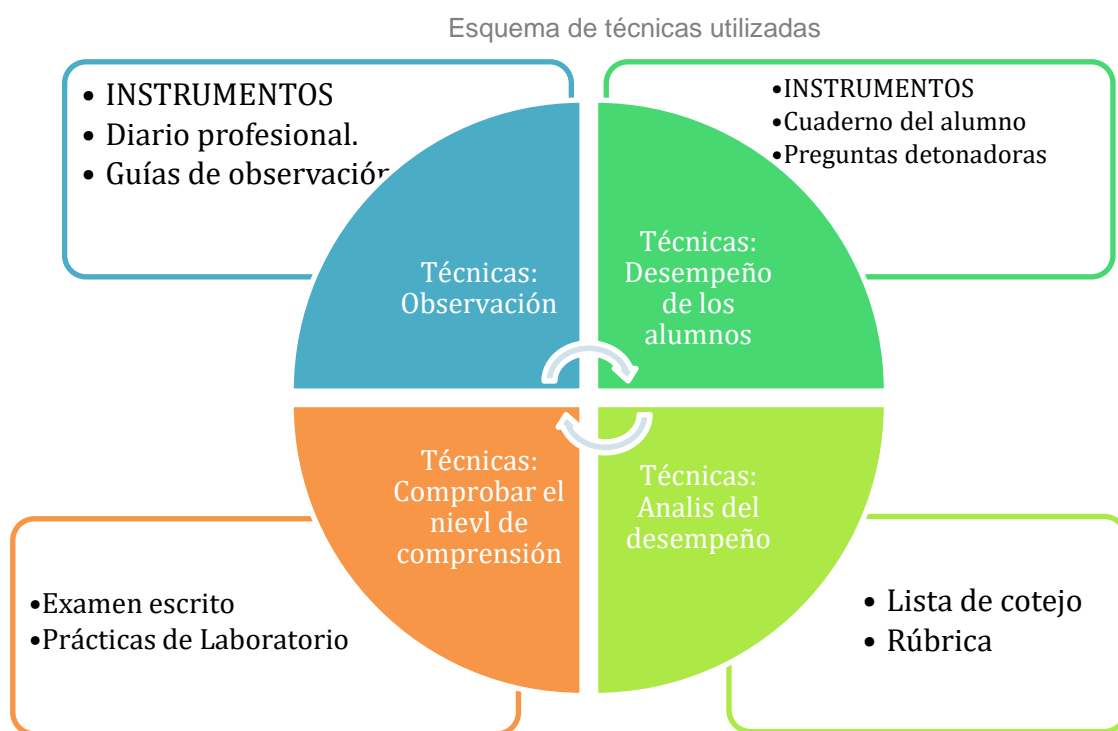 Esquema de técnicas utilizadas
• INSTRUMENTOS
• Diario profesional.
• Guías de observación
•INSTRUMENTOS
•Cuaderno del alumno
•Preguntas detonadoras
Técnicas:
Observación
Técnicas:
Desempeño
de los
alumnos
Técnicas:
Comprobar el
nievl de
comprensión
Técnicas:
Analis del
desempeño
•Examen escrito
•Prácticas de Laboratorio
• Lista de cotejo
• Rúbrica